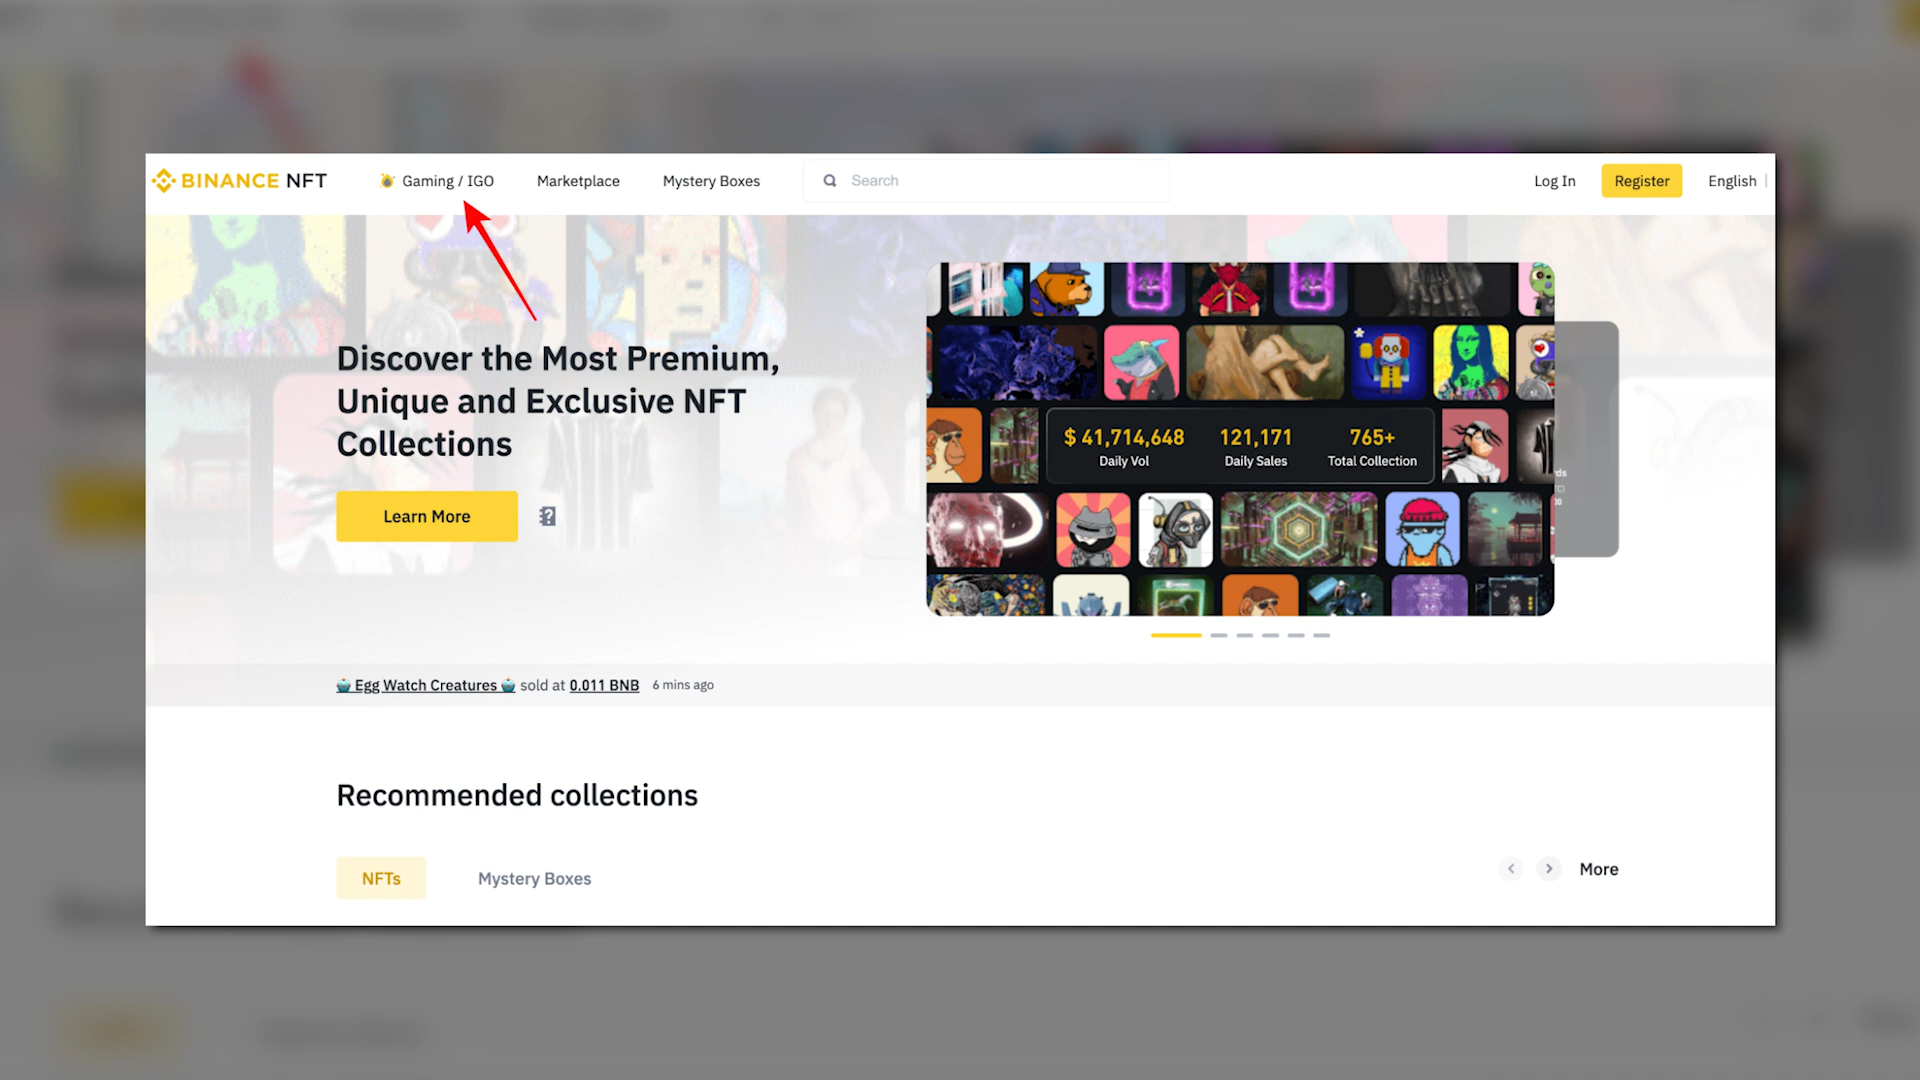 BINANCE NFT
Gaming / IGO
Marketplace
Mystery Boxes
Search
Log In
Register
English
Discover the Most Premium,
Unique and Exclusive NFT
Collections
Learn More
$ 41,714,648
Daily Vol
121,171
Daily Sales
765+
Total Collection
Egg Watch Creatures sold at 0.011 BNB 6 mins ago
Recommended collections
NFTs
Mystery Boxes
More